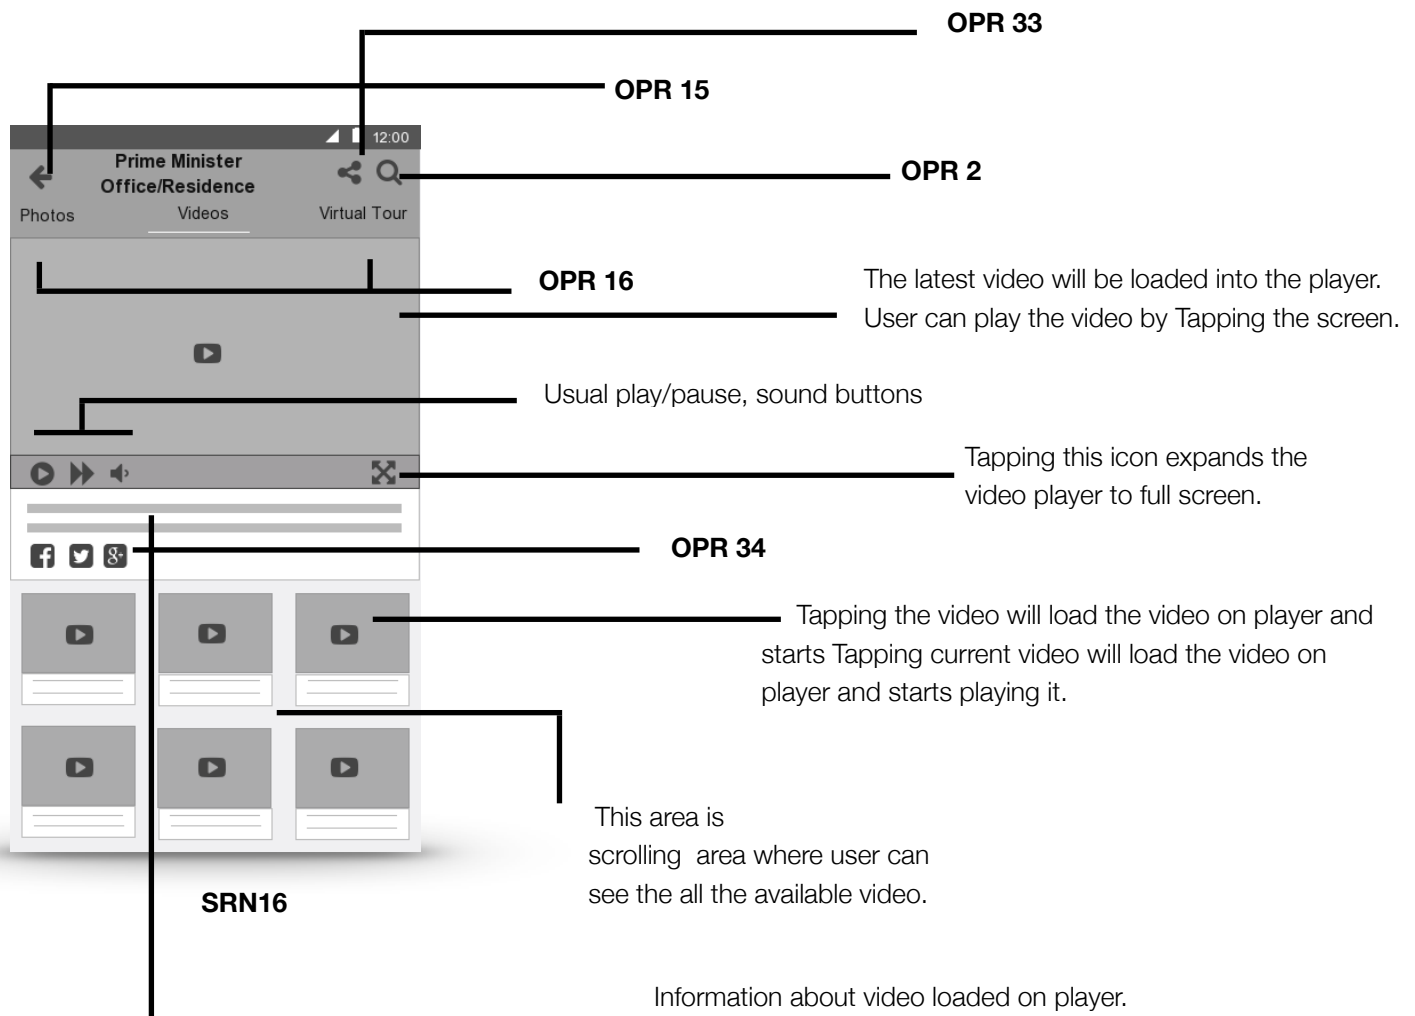 OPR 33
OPR 15
12:00
Prime Minister
Office/Residence
OPR 2
Photos
Videos
Virtual Tour
OPR 16
The latest video will be loaded into the player.
User can play the video by Tapping the screen.
Usual play/pause, sound buttons
Tapping this icon expands the
video player to full screen.
f
g+
OPR 34
Tapping the video will load the video on player and
starts Tapping current video will load the video on
player and starts playing it.
This area is
scrolling area where user can
see the all the available video.
SRN16
Information about video loaded on player.